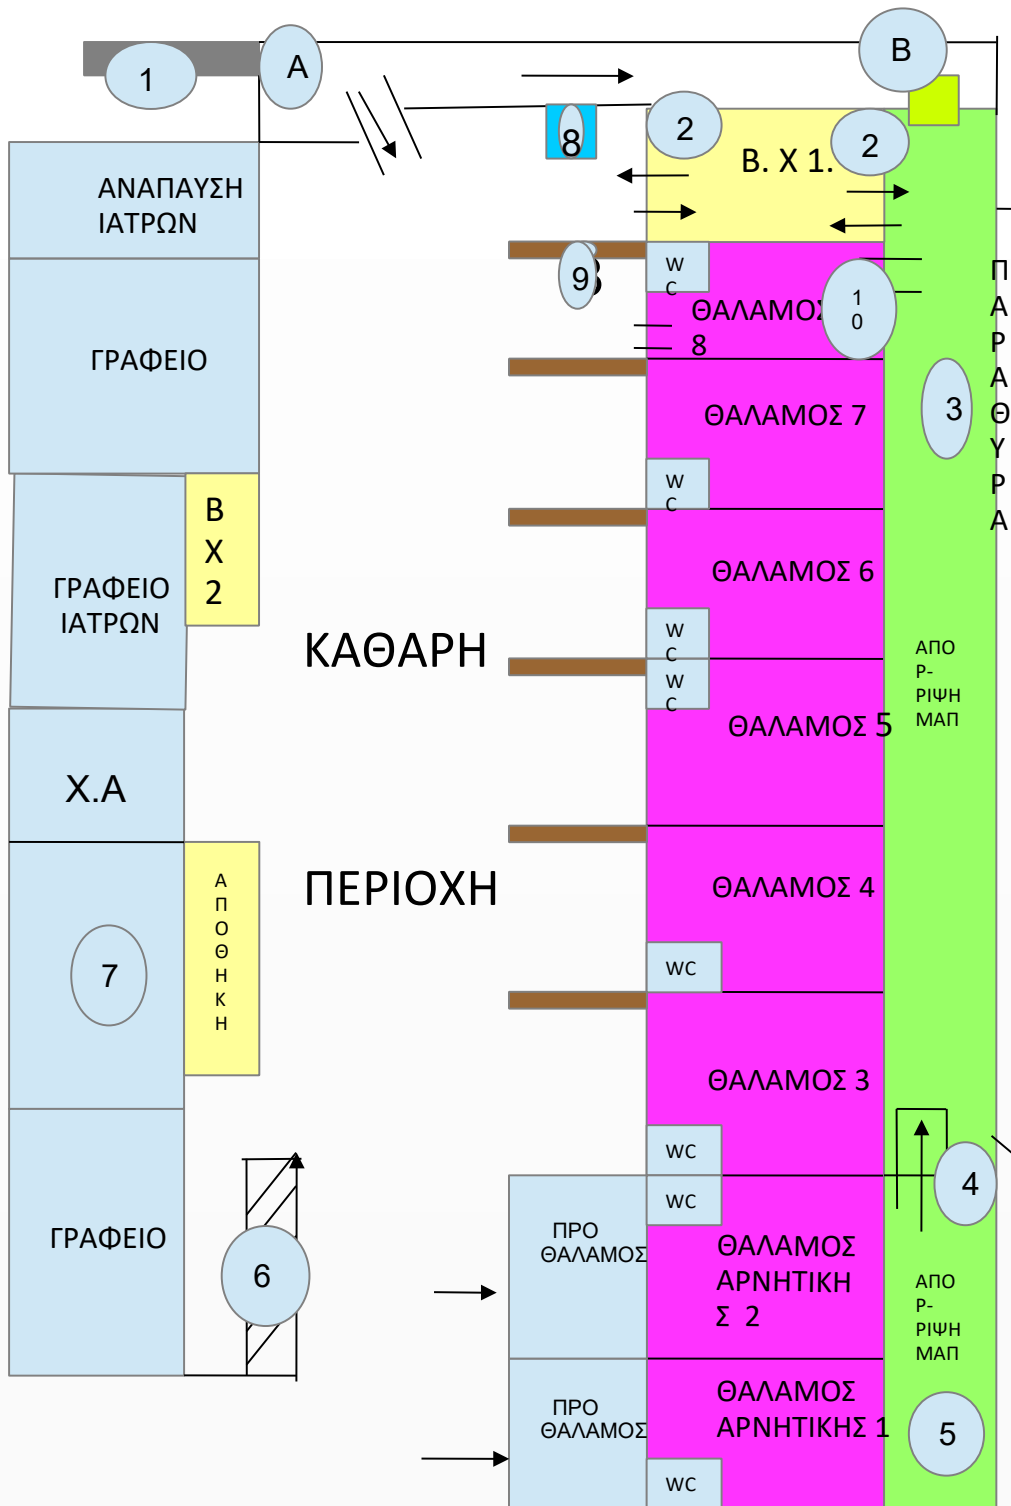 1
A
B
8
2
2
Β. Χ 1.
ΑΝΑΠΑΥΣΗ
ΙΑΤΡΩΝ
ΓΡΑΦΕΙΟ
9
W
C
ΘΑΛΑΜΟΣ
8
1
0
Π
Α
Ρ
Α
Θ
Υ
Ρ
Α
3
ΘΑΛΑΜΟΣ 7
W
C
Β
Χ
2
ΓΡΑΦΕΙΟ
ΙΑΤΡΩΝ
ΘΑΛΑΜΟΣ 6
W
C
ΚΑΘΑΡΗ
ΑΠΟ
Ρ-
ΡΙΨΗ
ΜΑΠ
W
C
ΘΑΛΑΜΟΣ 5
Χ.Α
ΠΕΡΙΟΧΗ
ΘΑΛΑΜΟΣ 4
Α
Π
Ο
Θ
Η
Κ
Η
7
WC
ΘΑΛΑΜΟΣ 3
WC
4
WC
ΓΡΑΦΕΙΟ
6
ΠΡΟ
ΘΑΛΑΜΟΣ
ΘΑΛΑΜΟΣ
ΑΡΝΗΤΙΚΗ
Σ 2
ΑΠΟ
Ρ-
ΡΙΨΗ
ΜΑΠ
ΠΡΟ
ΘΑΛΑΜΟΣ
ΘΑΛΑΜΟΣ
ΑΡΝΗΤΙΚΗΣ 1
5
WC